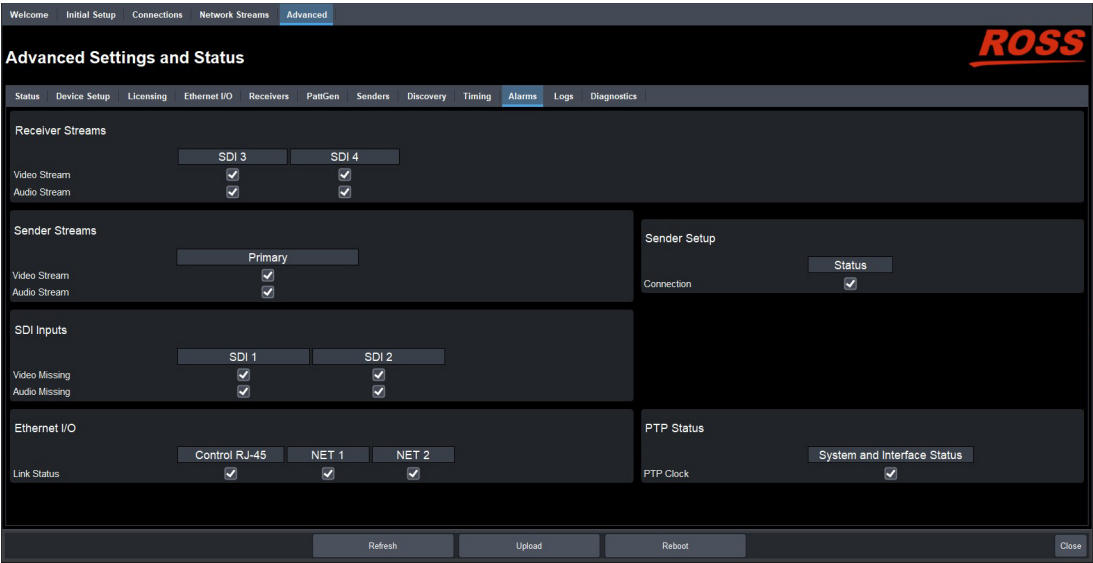 Welcome Initial Setup Connections Network Streams Advanced
ROSS
Advanced Settings and Status
Status Device Setup Licensing Ethernet I/O Receivers PattGen Senders Discovery Timing Alarms Logs Diagnostics
Receiver Streams
SDI 3 SDI 4
Video Stream
Audio Stream
Sender Streams
Primary
Video Stream
Audio Stream
Sender Setup
Status
Connection
SDI Inputs
SDI 1 SDI 2
Video Missing
Audio Missing
Ethernet I/O
Control RJ-45 NET 1 NET 2
Link Status
PTP Status
System and Interface Status
PTP Clock
Refresh Upload Reboot Close